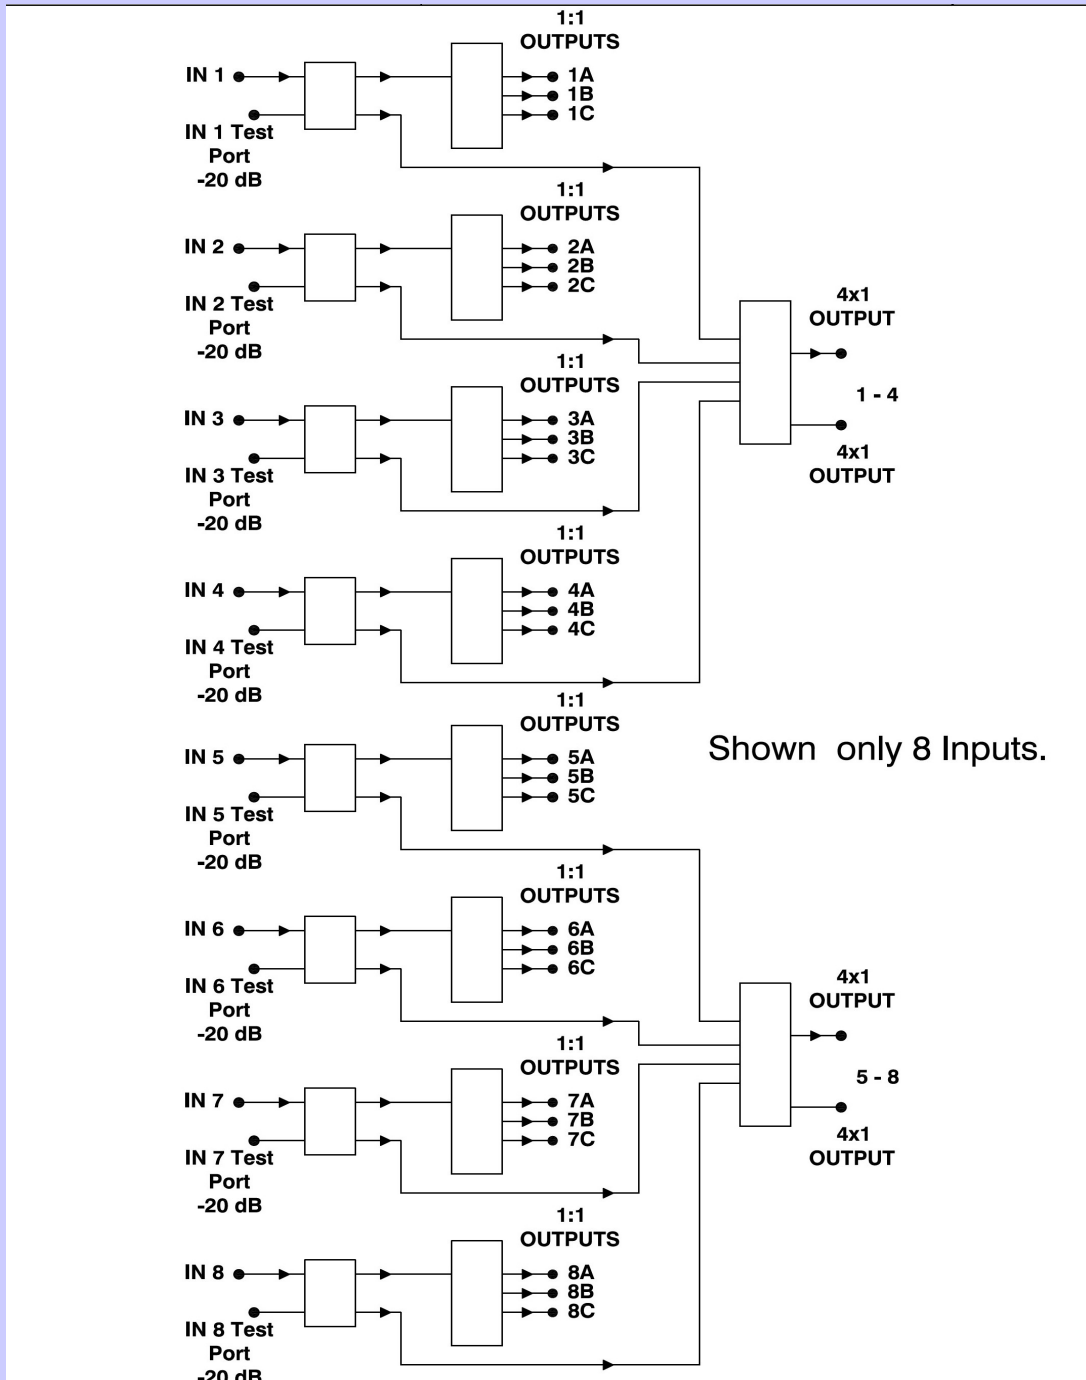 1:1
OUTPUTS
IN 1
1A
1B
1C
IN 1 Test
Port
-20 dB
1:1
OUTPUTS
IN 2
2A
2B
2C
IN 2 Test
Port
-20 dB
4x1
OUTPUT
1 - 4
4x1
OUTPUT
1:1
OUTPUTS
IN 3
3A
3B
3C
IN 3 Test
Port
-20 dB
1:1
OUTPUTS
IN 4
4A
4B
4C
IN 4 Test
Port
-20 dB
1:1
OUTPUTS
Shown only 8 Inputs.
IN 5
5A
5B
5C
IN 5 Test
Port
-20 dB
1:1
OUTPUTS
IN 6
6A
6B
6C
IN 6 Test
Port
-20 dB
4x1
OUTPUT
5 - 8
4x1
OUTPUT
1:1
OUTPUTS
IN 7
7A
7B
7C
IN 7 Test
Port
-20 dB
1:1
OUTPUTS
IN 8
8A
8B
8C
IN 8 Test
Port
-20 dB